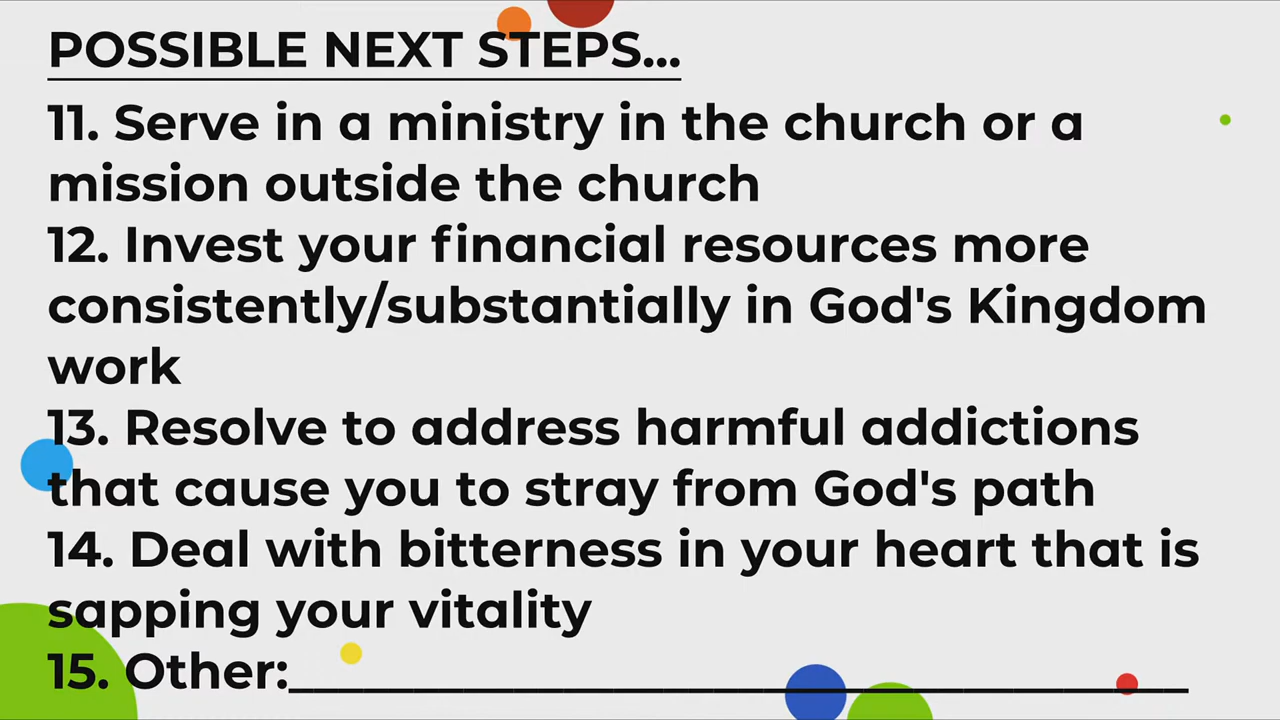 POSSIBLE NEXT STEPS...
11. Serve in a ministry in the church or a
mission outside the church
12. Invest your financial resources more
consistently/substantially in God's Kingdom
work
13. Resolve to address harmful addictions
that cause you to stray from God's path
14. Deal with bitterness in your heart that is
sapping your vitality
15. Other:____________________________________